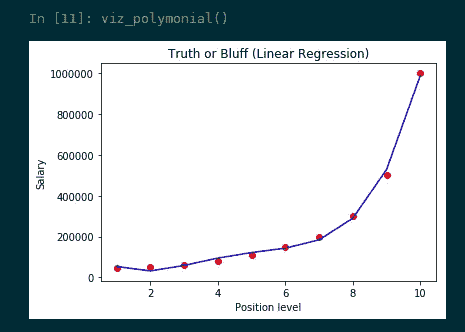 In [11]: viz_polymonial()
Truth or Bluff (Linear Regression)
1000000
800000
600000
400000
200000
0
Salary
2 4 6 8 10
Position level